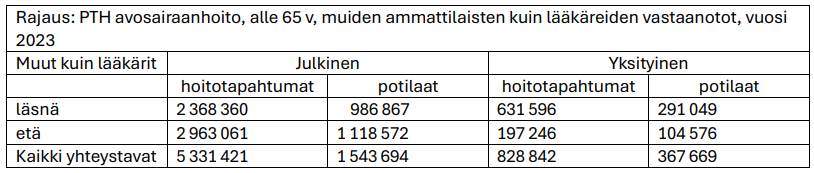 Rajaus: PTH avosairaanhoito, alle 65 v, muiden ammattilaisten kuin lääkäreiden vastaanotot, vuosi
2023
Muut kuin lääkärit Julkinen Yksityinen
hoitotapahtumat potilaat hoitotapahtumat potilaat
läsnä 2 368 360 986 867 631 596 291 049
etä 2 963 061 1 118 572 197 246 104 576
Kaikki yhteystavat 5 331 421 1 543 694 828 842 367 669